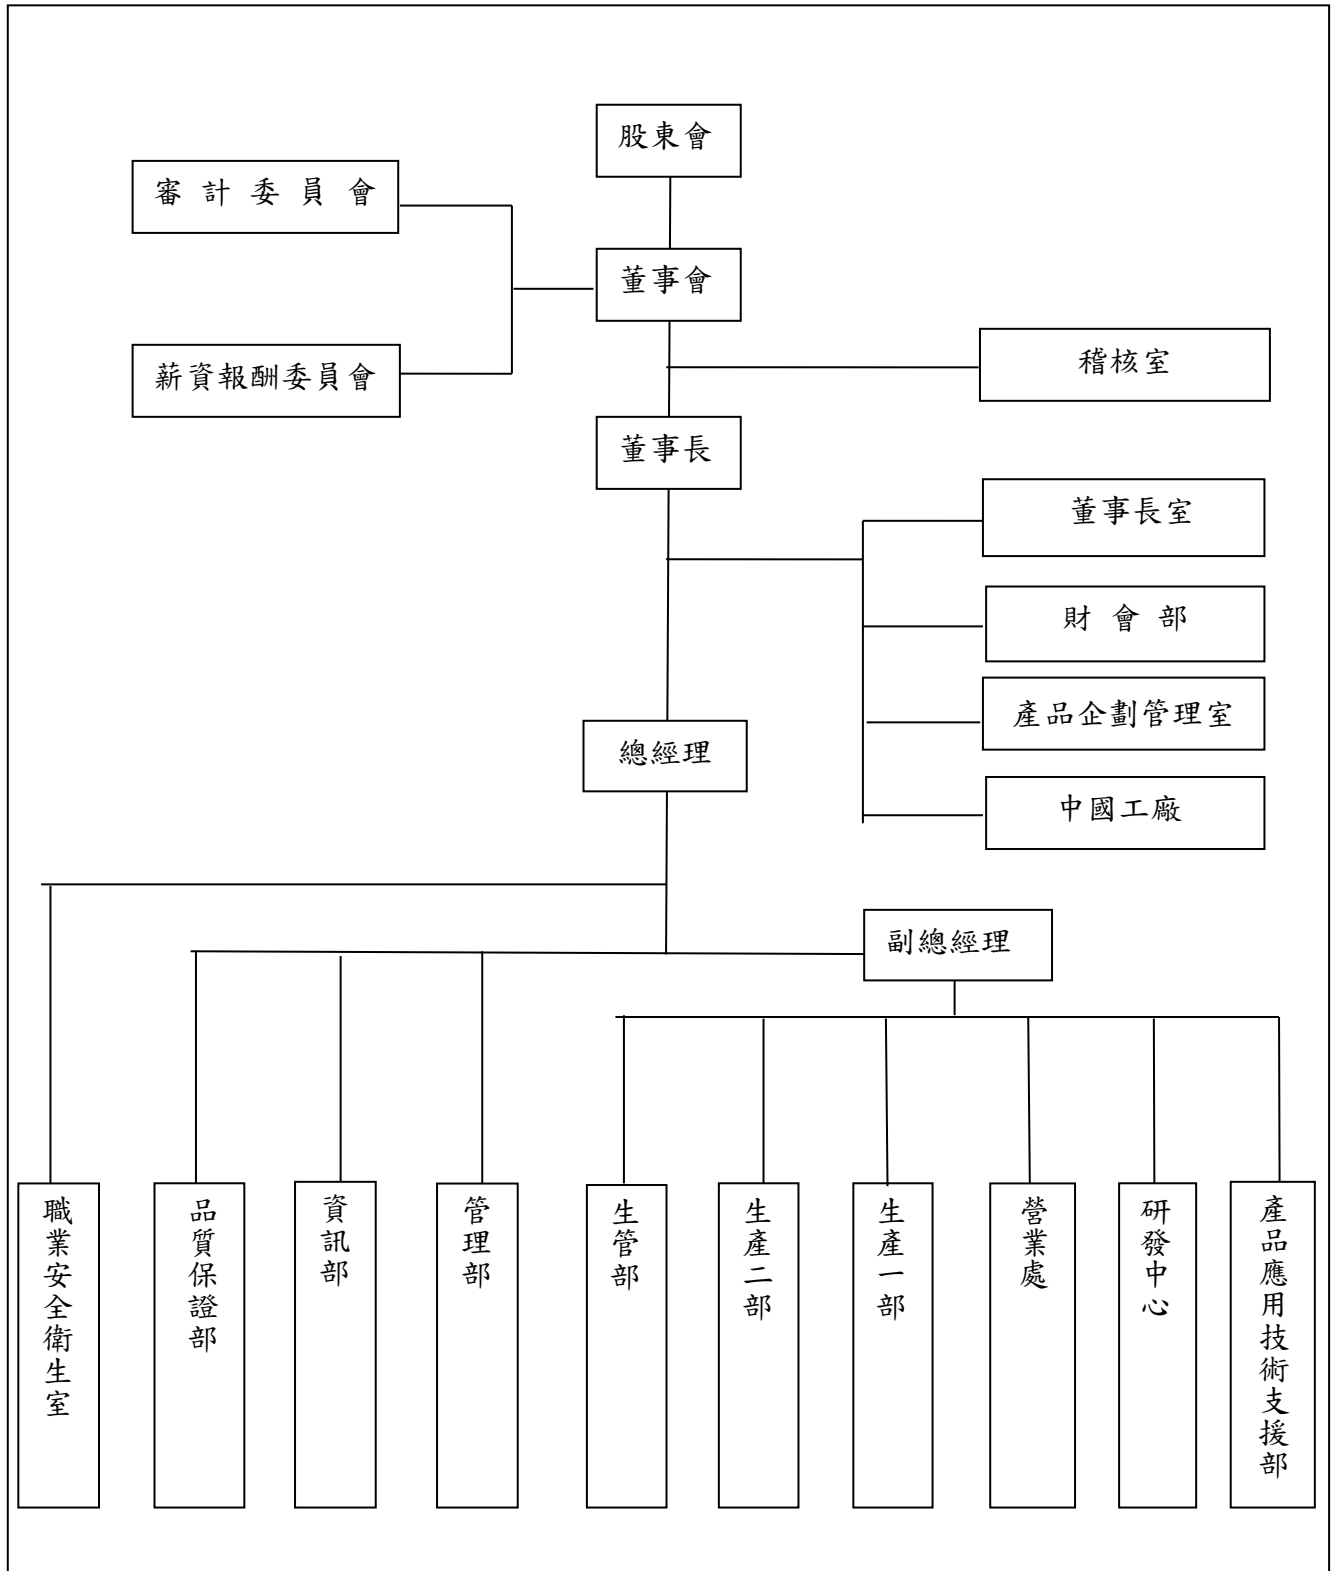 股東會
審計委員會
董事會
薪資報酬委員會
稽核室
董事長
董事長室
財會部
產品企劃管理室
總經理
中國工廠
副總經理
職業安全衛生室
品質保證部
資訊部
管理部
生管部
生產二部
生產一部
營業處
研發中心
產品應用技術支援部